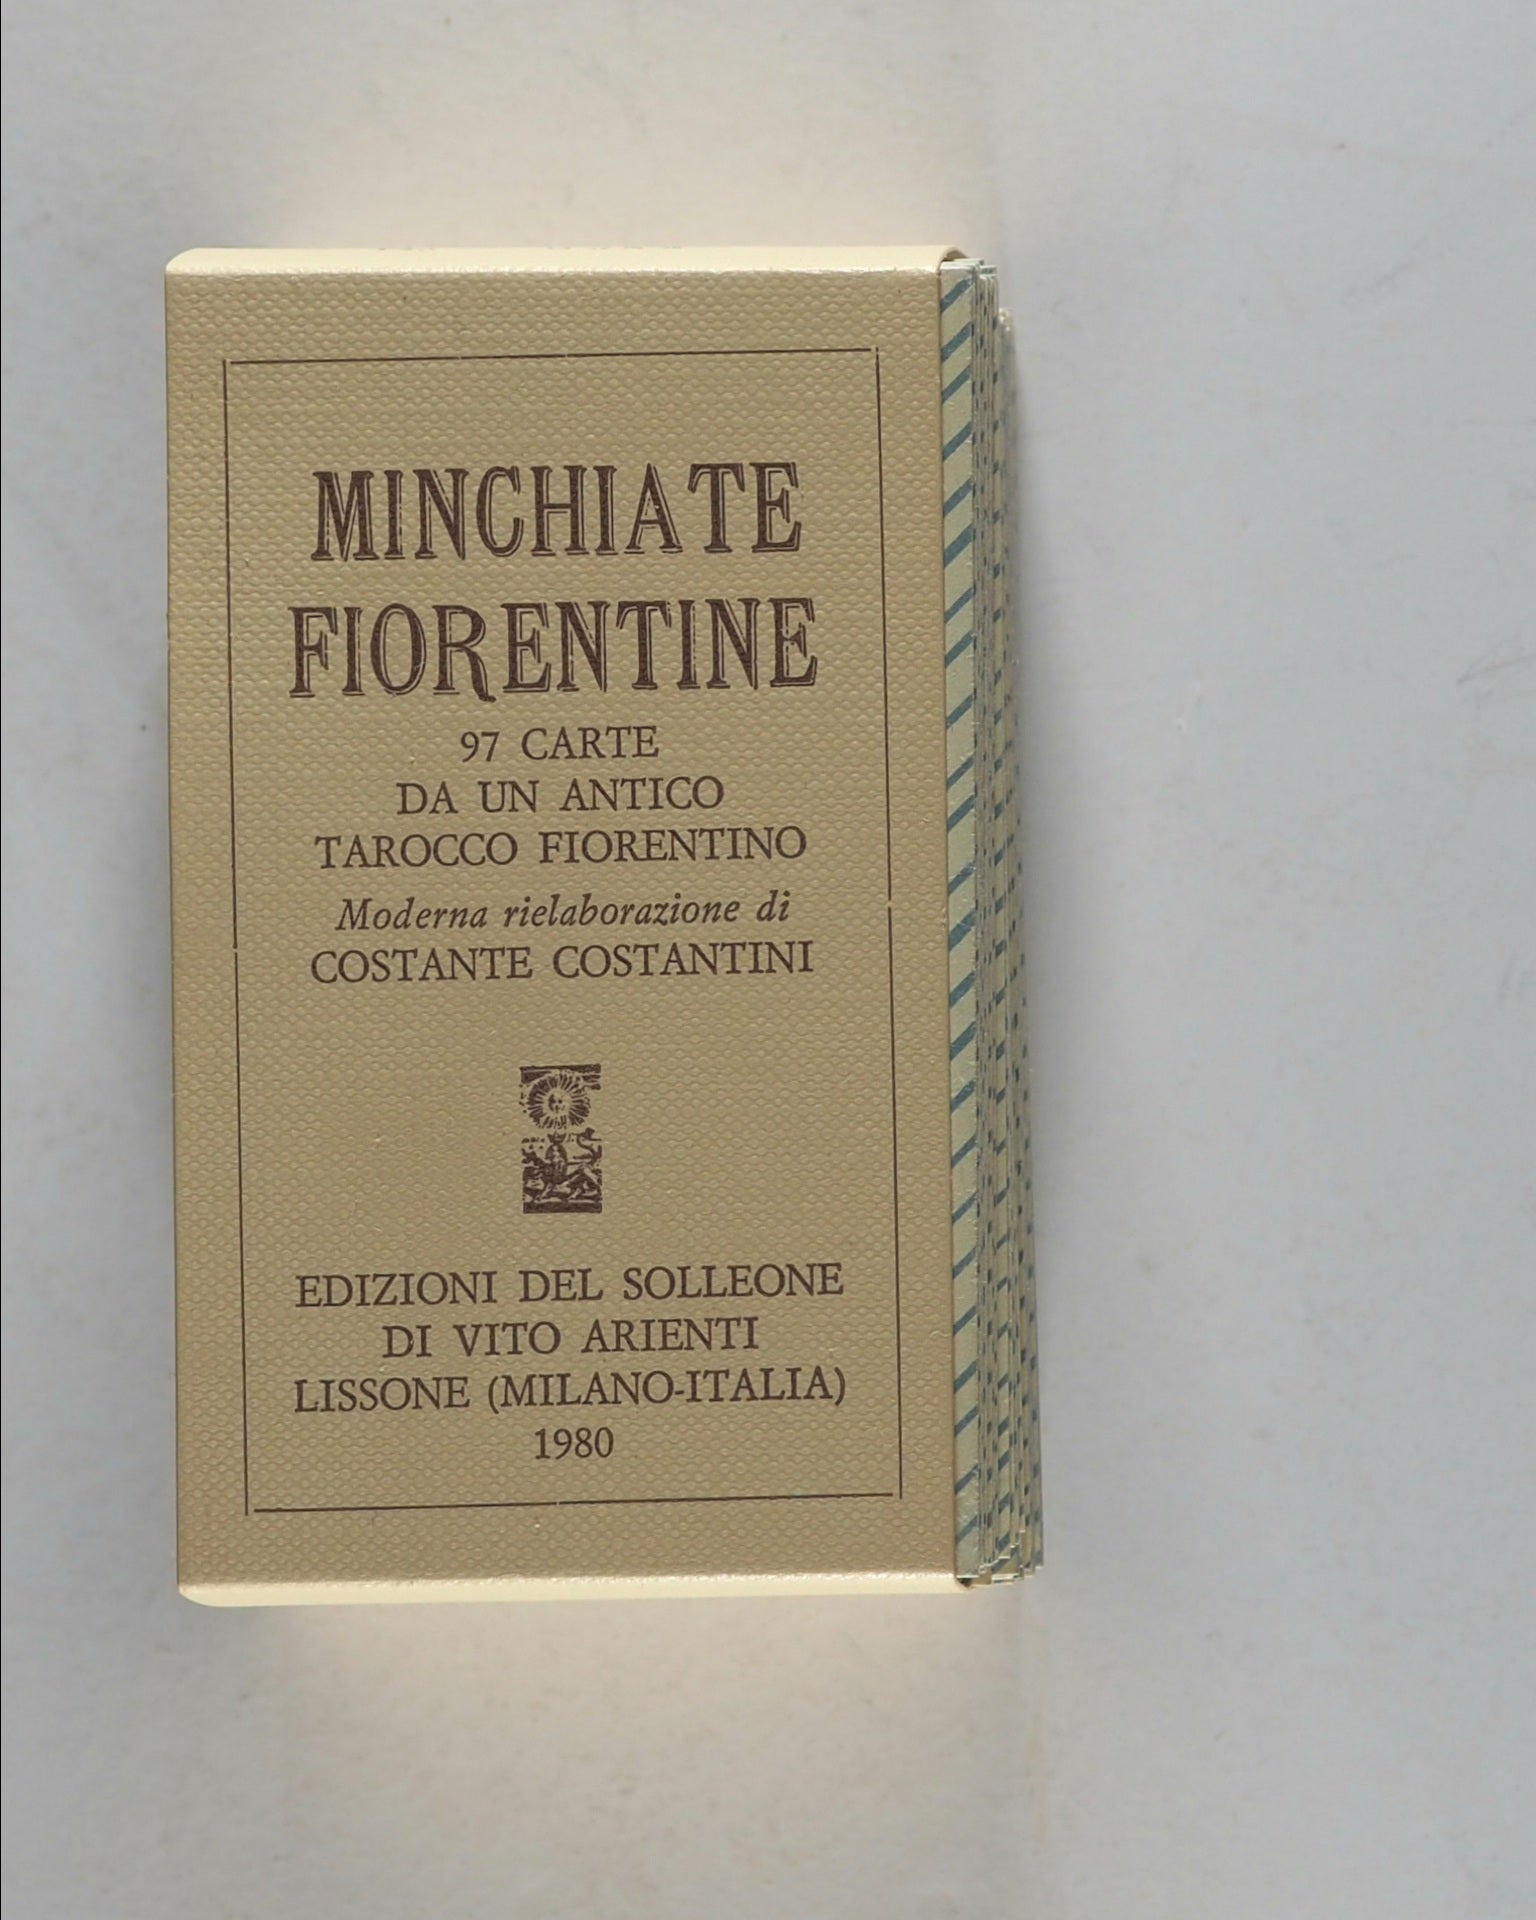 MINCHIATE
FIORENTINE
97 CARTE
DA UN ANTICO
TAROCCO FIORENTINO
Moderna rielaborazione di
COSTANTE COSTANTINI
EDIZIONI DEL SOLLEONE
DI VITO ARIENTI
LISSONE (MILANO-ITALIA)
1980